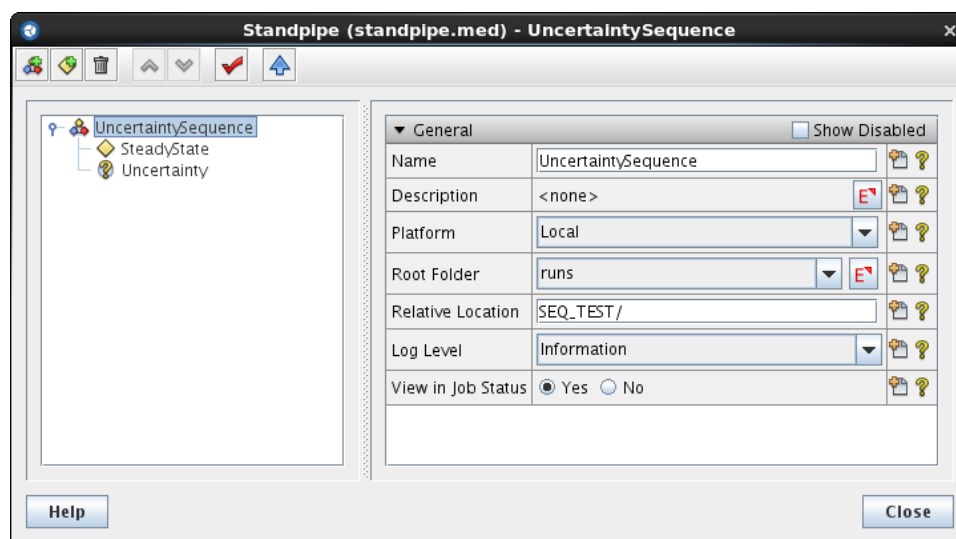 Standpipe (standpipe.med) - UncertaintySequence
UncertaintySequence
SteadyState
Uncertainty
General
Show Disabled
Name
UncertaintySequence
Description
<none>
E
Platform
Local
Root Folder
runs
E
Relative Location
SEQ_TEST/
Log Level
Information
View in Job Status
Yes
No
Help
Close